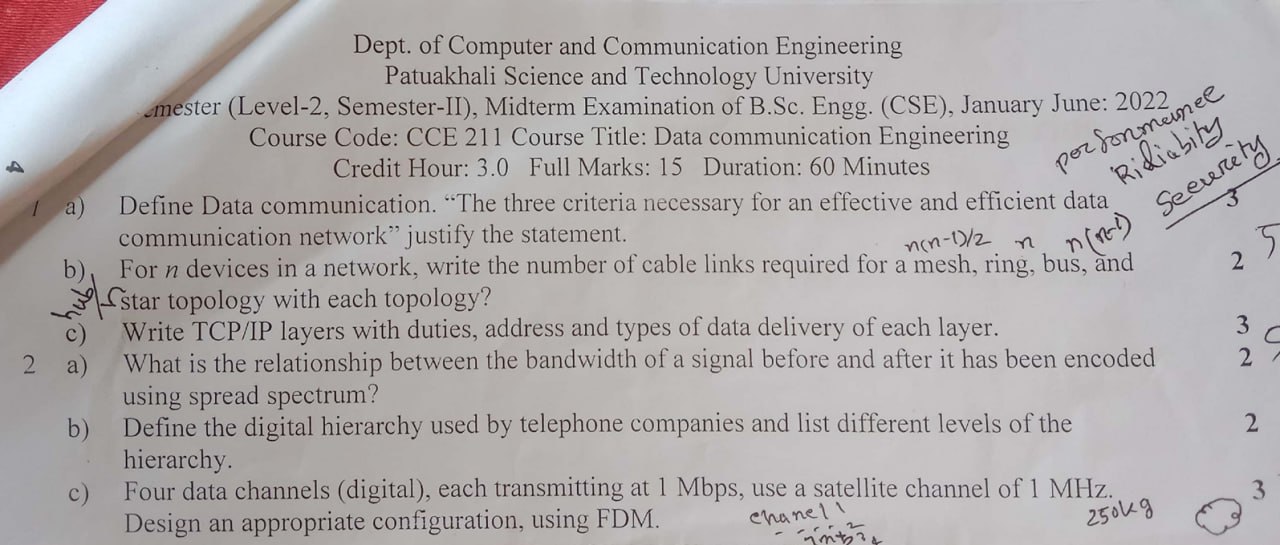 Dept. of Computer and Communication Engineering
Patuakhali Science and Technology University
emester (Level-2, Semester-II), Midterm Examination of B.Sc. Engg. (CSE), January June: 2022
Course Code: CCE 211 Course Title: Data communication Engineering
Credit Hour: 3.0 Full Marks: 15 Duration: 60 Minutes
porformeमnee
Ridiability
Seeurity
1 a) Define Data communication. "The three criteria necessary for an effective and efficient data 3
communication network" justify the statement.
n(n-1)/2 n n(n-1)
b) For n devices in a network, write the number of cable links required for a mesh, ring, bus, and 2 5
hub star topology with each topology?
c) Write TCP/IP layers with duties, address and types of data delivery of each layer. 3
2 a) What is the relationship between the bandwidth of a signal before and after it has been encoded 2
using spread spectrum?
b) Define the digital hierarchy used by telephone companies and list different levels of the 2
hierarchy.
c) Four data channels (digital), each transmitting at 1 Mbps, use a satellite channel of 1 MHz. 3
Design an appropriate configuration, using FDM.
chanel 1 250kg
2